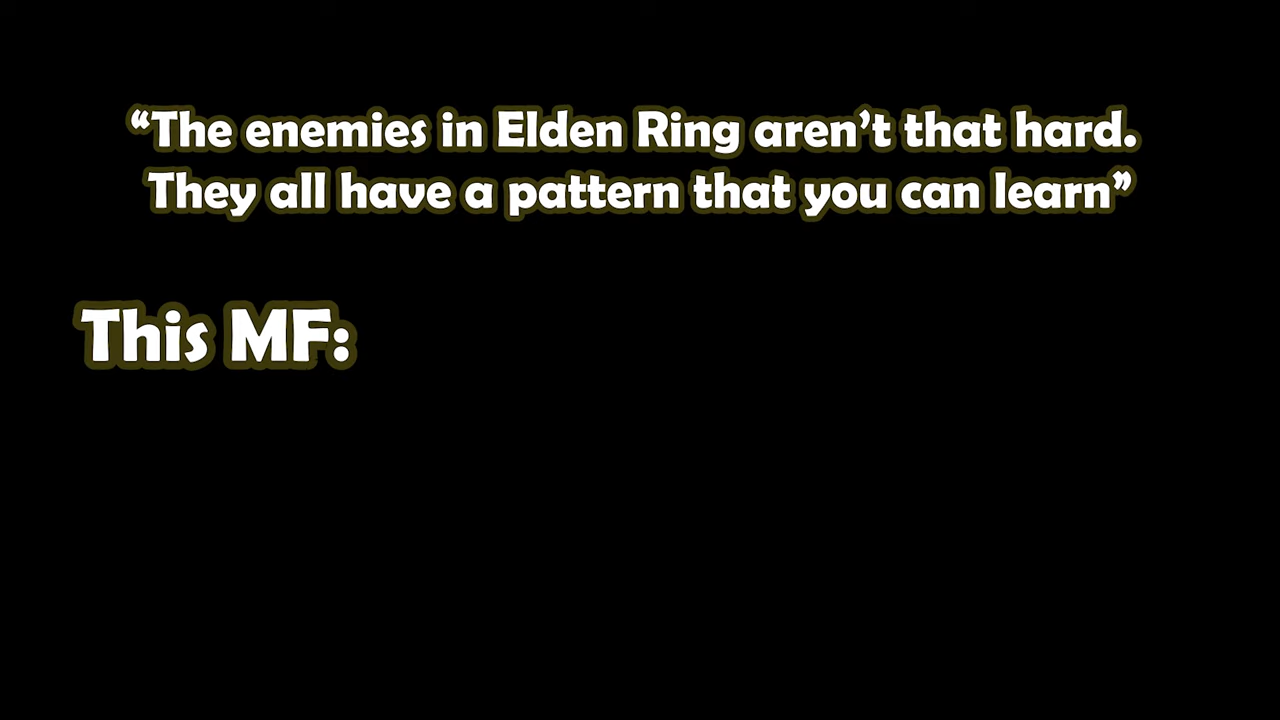 “The enemies in Elden Ring aren’t that hard.
They all have a pattern that you can learn”
This MF: